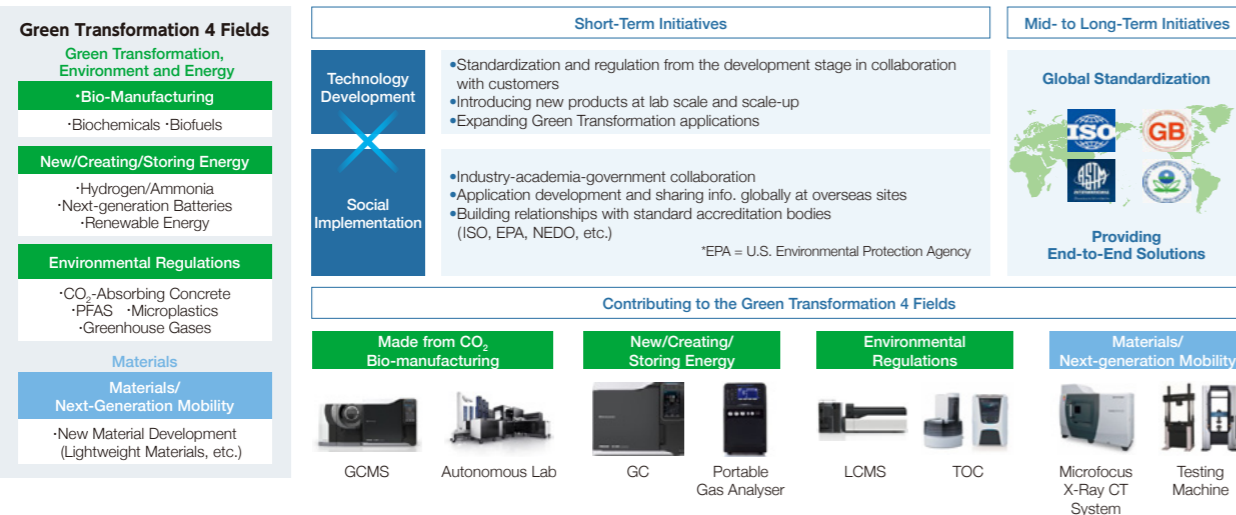 Green Transformation 4 Fields
Green Transformation,
Environment and Energy
・Bio-Manufacturing
・Biochemicals ・Biofuels
New/Creating/Storing Energy
・Hydrogen/Ammonia
・Next-generation Batteries
・Renewable Energy
Environmental Regulations
・CO₂-Absorbing Concrete
・PFAS ・Microplastics
・Greenhouse Gases
Materials
Materials/
Next-Generation Mobility
・New Material Development
(Lightweight Materials, etc.)
Short-Term Initiatives
Technology
Development
●Standardization and regulation from the development stage in collaboration
with customers
●Introducing new products at lab scale and scale-up
●Expanding Green Transformation applications
Social
Implementation
●Industry-academia-government collaboration
●Application development and sharing info. globally at overseas sites
●Building relationships with standard accreditation bodies
(ISO, EPA, NEDO, etc.)
*EPA = U.S. Environmental Protection Agency
Mid- to Long-Term Initiatives
Global Standardization
ISO
GB
ASTM
Providing
End-to-End Solutions
Contributing to the Green Transformation 4 Fields
Made from CO₂
Bio-manufacturing
GCMS
Autonomous Lab
New/Creating/
Storing Energy
GC
Portable
Gas Analyser
Environmental
Regulations
LCMS
TOC
Materials/
Next-generation Mobility
Microfocus
X-Ray CT
System
Testing
Machine